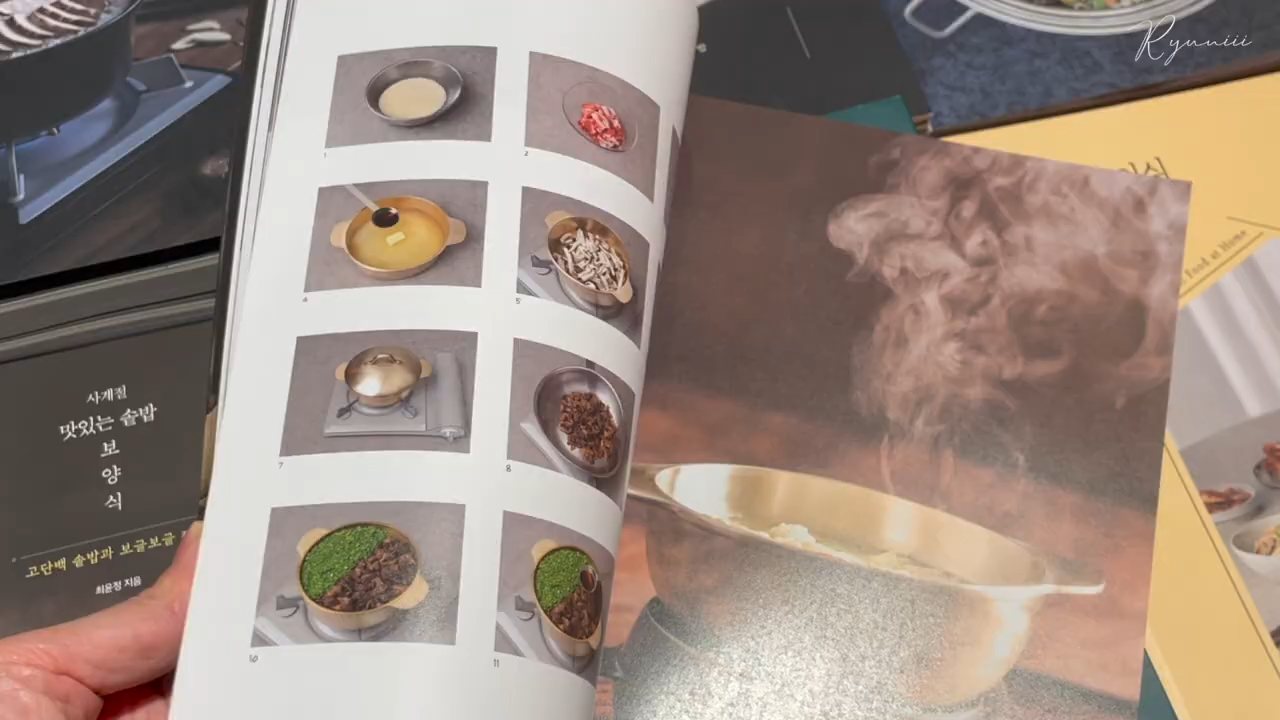 Ryuniii
1
2
4
5
7
8
10
11
사계절
맛있는 솥밥
보
양
식
고단백 솥밥과 보글보글
최윤정 지음
Food at Home